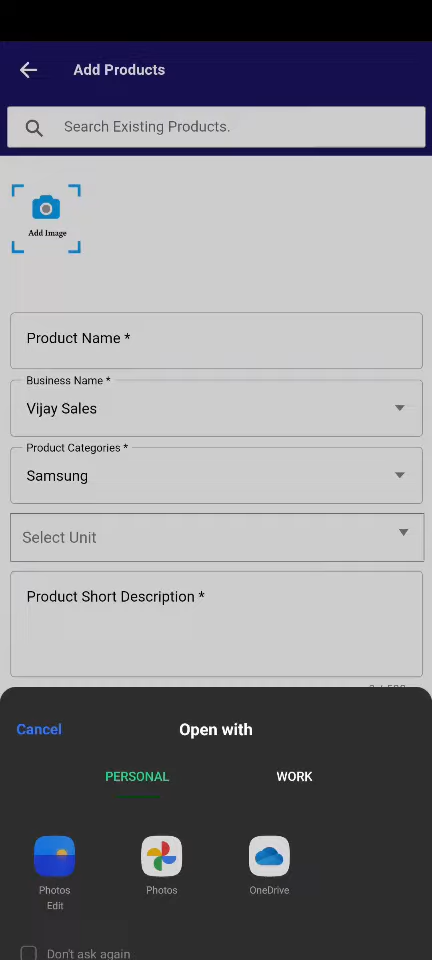 Add Products
Search Existing Products.
Add Image
Product Name *
Business Name *
Vijay Sales
Product Categories *
Samsung
Select Unit
Product Short Description *
Cancel
Open with
PERSONAL
WORK
Photos
Edit
Photos
OneDrive
Don't ask again